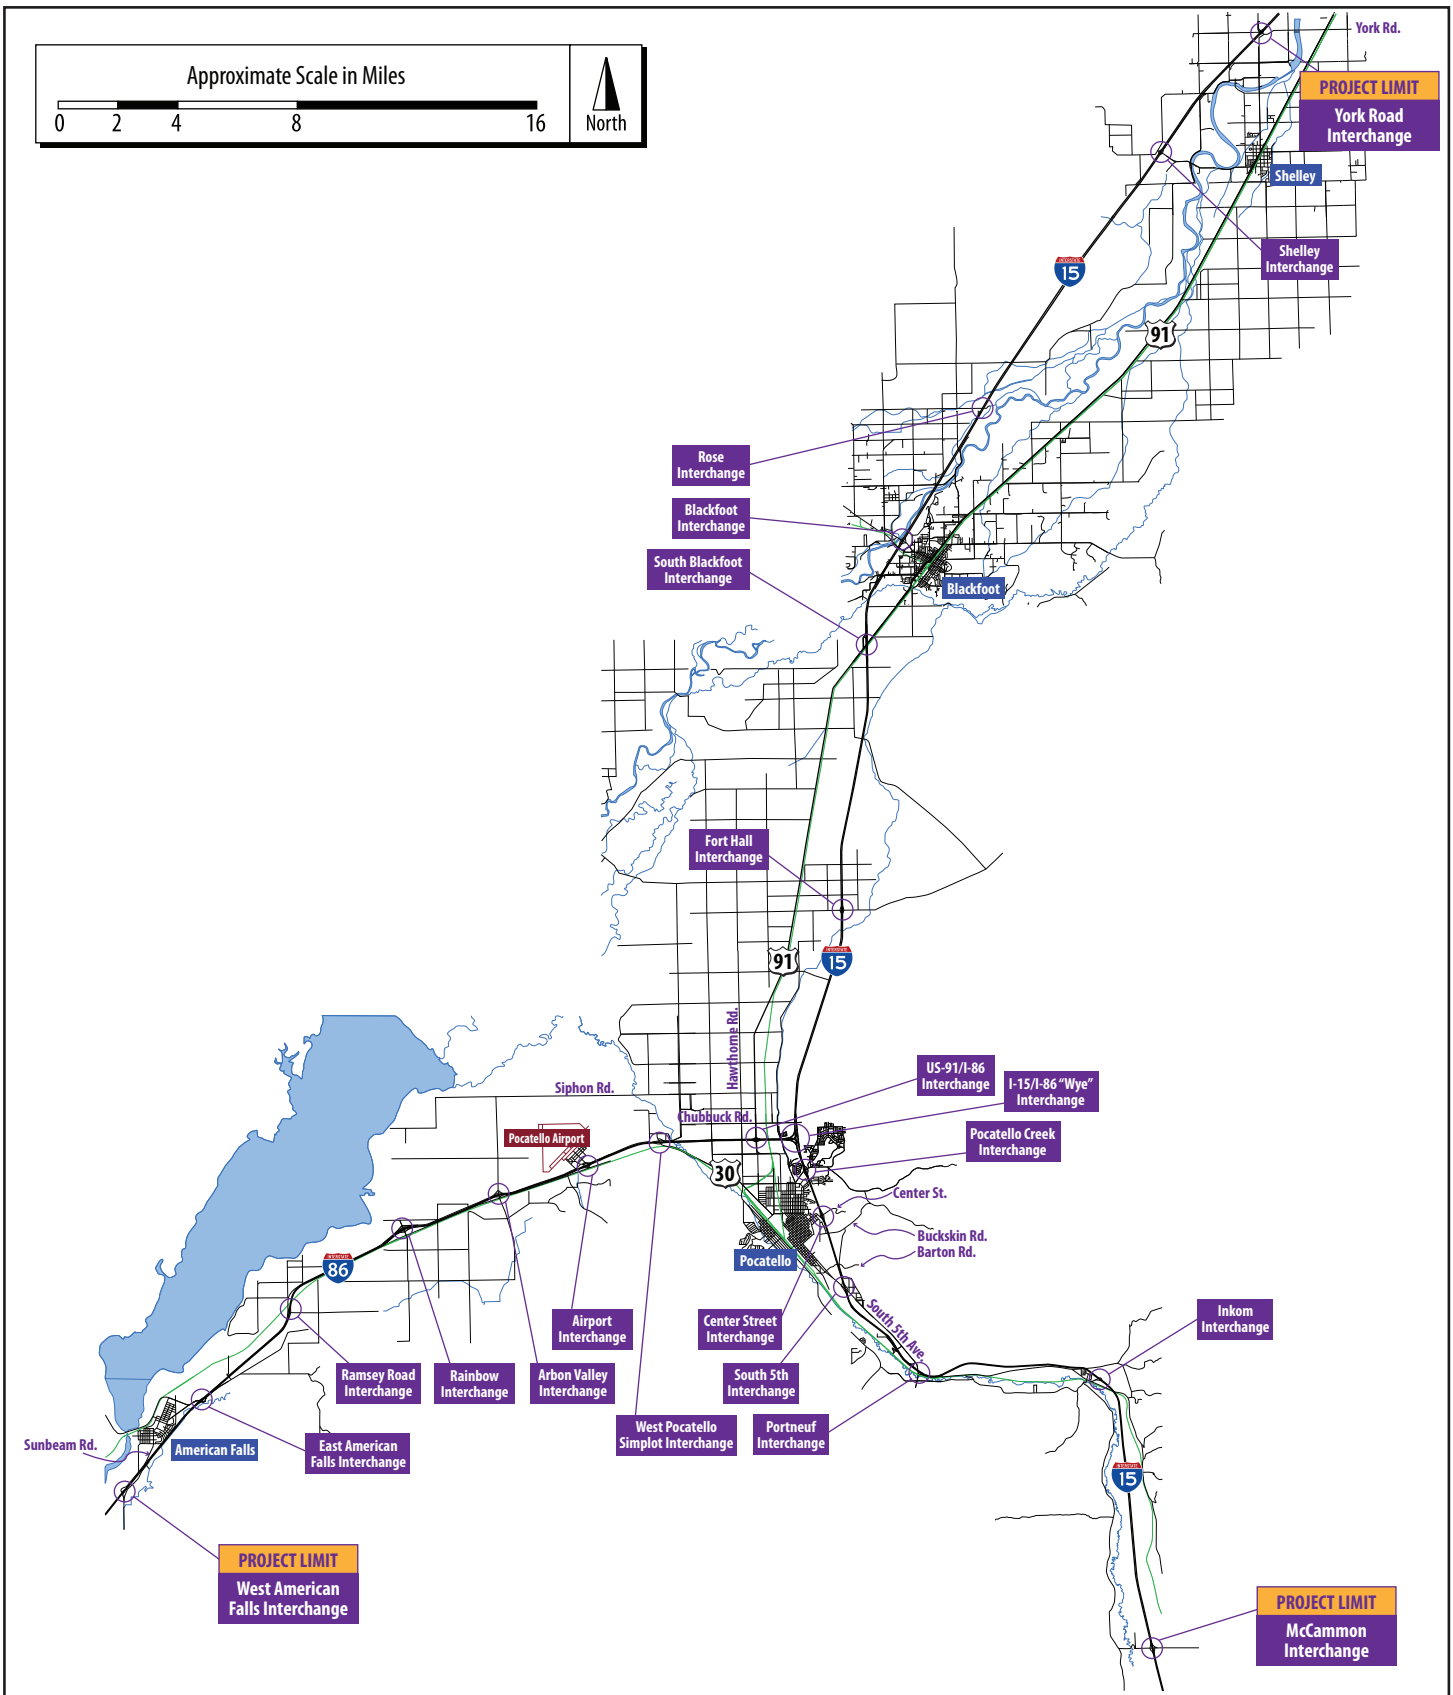 Approximate Scale in Miles
0 2 4 8 16
North
York Rd.
PROJECT LIMIT
York Road
Interchange
Shelley
Shelley
Interchange
INTERSTATE
15
91
Rose
Interchange
Blackfoot
Interchange
South Blackfoot
Interchange
Blackfoot
Fort Hall
Interchange
91
INTERSTATE
15
Hawthorne Rd.
US-91/I-86
Interchange
I-15/I-86 “Wye”
Interchange
Siphon Rd.
Chubbuck Rd.
Pocatello Airport
Pocatello Creek
Interchange
30
Center St.
Buckskin Rd.
Barton Rd.
Pocatello
INTERSTATE
86
South 5th Ave.
Airport
Interchange
Center Street
Interchange
Inkom
Interchange
Ramsey Road
Interchange
Rainbow
Interchange
Arbon Valley
Interchange
South 5th
Interchange
West Pocatello
Simplot Interchange
Portneuf
Interchange
Sunbeam Rd.
American Falls
East American
Falls Interchange
INTERSTATE
15
PROJECT LIMIT
West American
Falls Interchange
PROJECT LIMIT
McCammon
Interchange